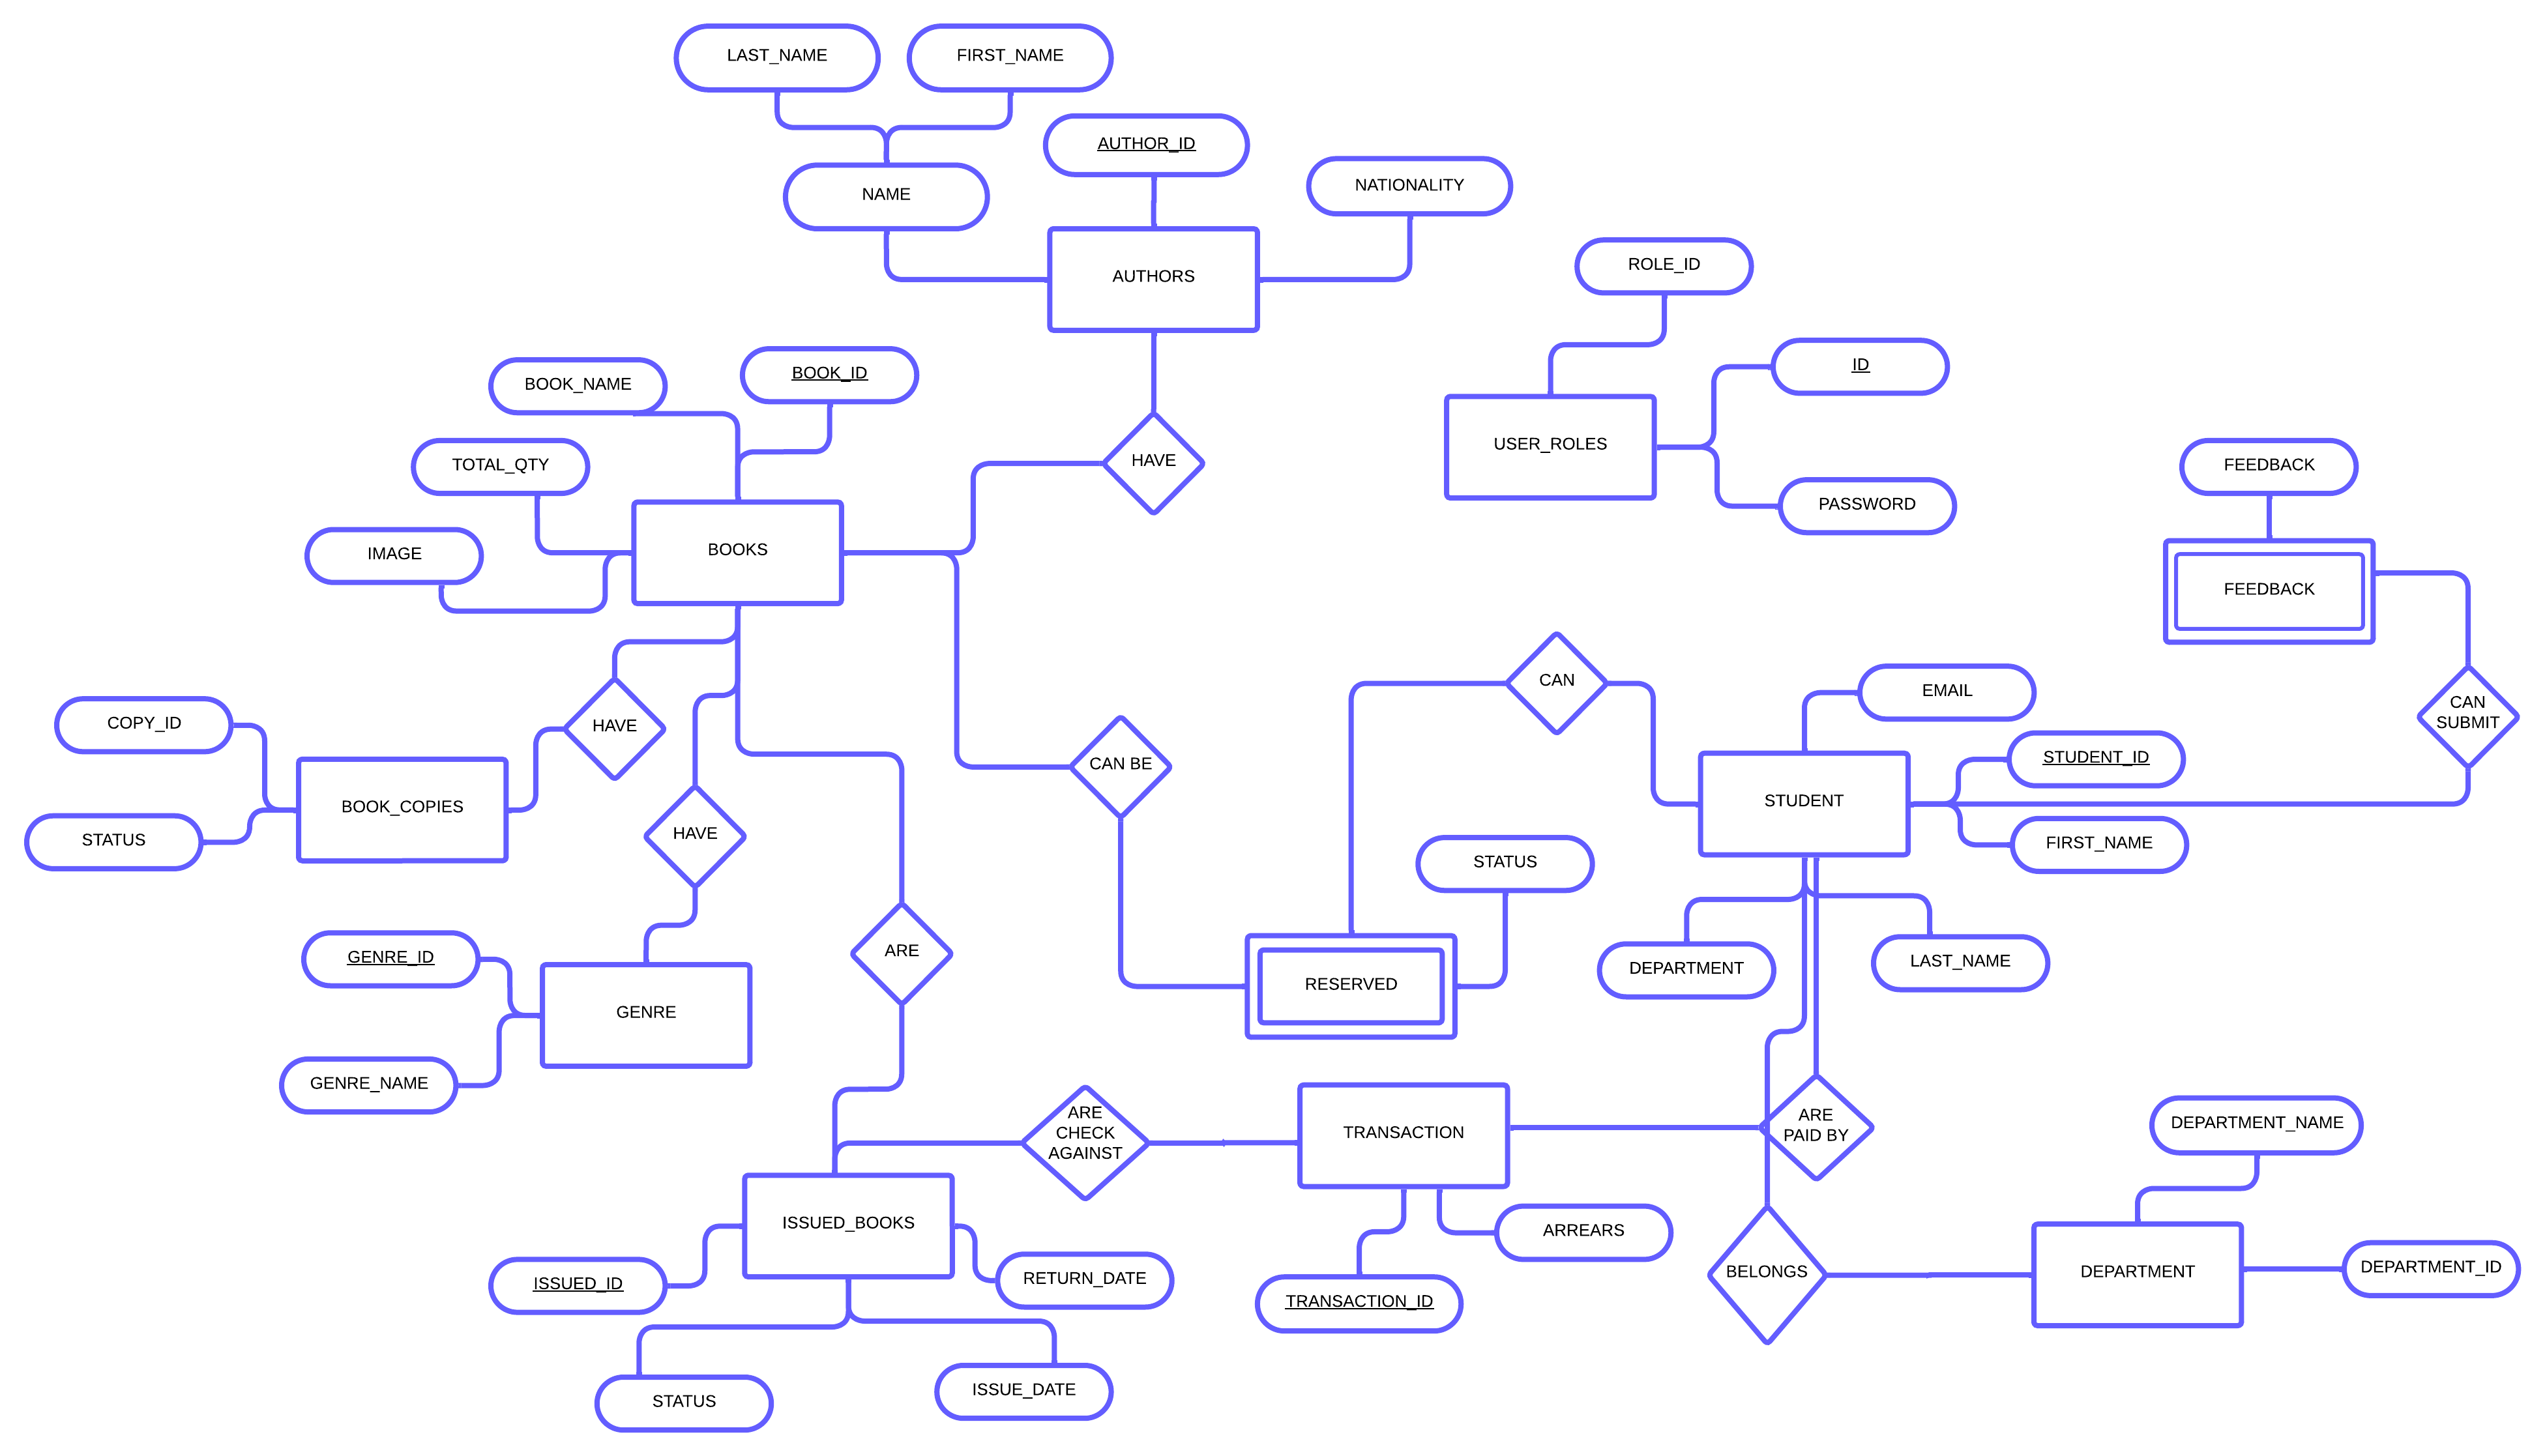 LAST_NAME
FIRST_NAME
AUTHOR_ID
NAME
NATIONALITY
AUTHORS
ROLE_ID
BOOK_NAME
BOOK_ID
ID
USER_ROLES
TOTAL_QTY
HAVE
FEEDBACK
PASSWORD
IMAGE
BOOKS
FEEDBACK
CAN
EMAIL
CAN
SUBMIT
COPY_ID
HAVE
CAN BE
STUDENT_ID
BOOK_COPIES
STUDENT
STATUS
HAVE
FIRST_NAME
STATUS
GENRE_ID
ARE
DEPARTMENT
LAST_NAME
RESERVED
GENRE
GENRE_NAME
ARE
CHECK
AGAINST
TRANSACTION
ARE
PAID BY
DEPARTMENT_NAME
ISSUED_BOOKS
ARREARS
ISSUED_ID
RETURN_DATE
TRANSACTION_ID
BELONGS
DEPARTMENT
DEPARTMENT_ID
STATUS
ISSUE_DATE